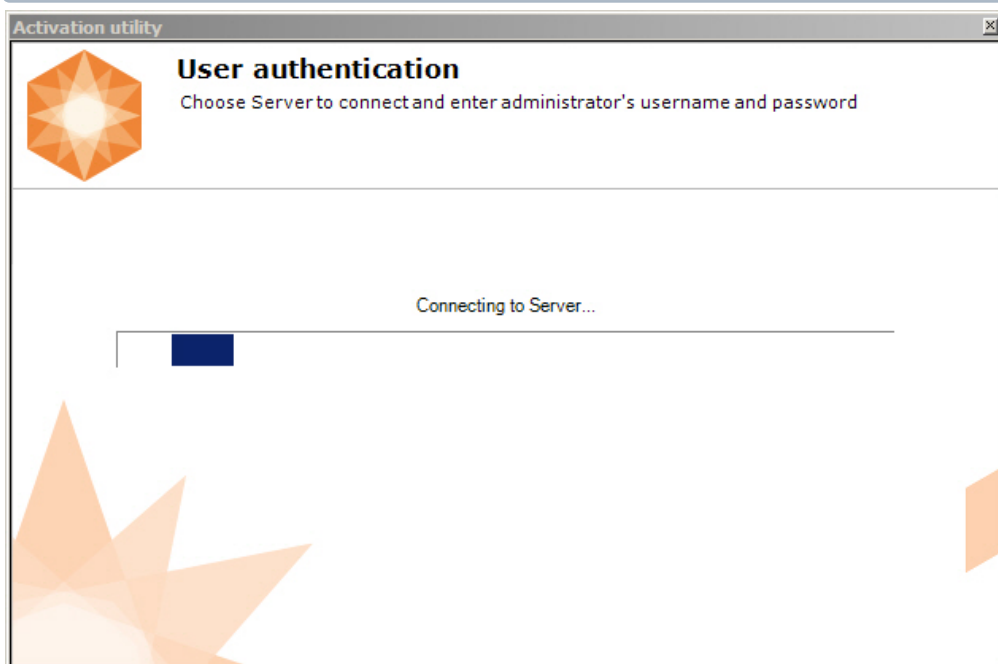 Activation utility
User authentication
Choose Server to connect and enter administrator's username and password
Connecting to Server...